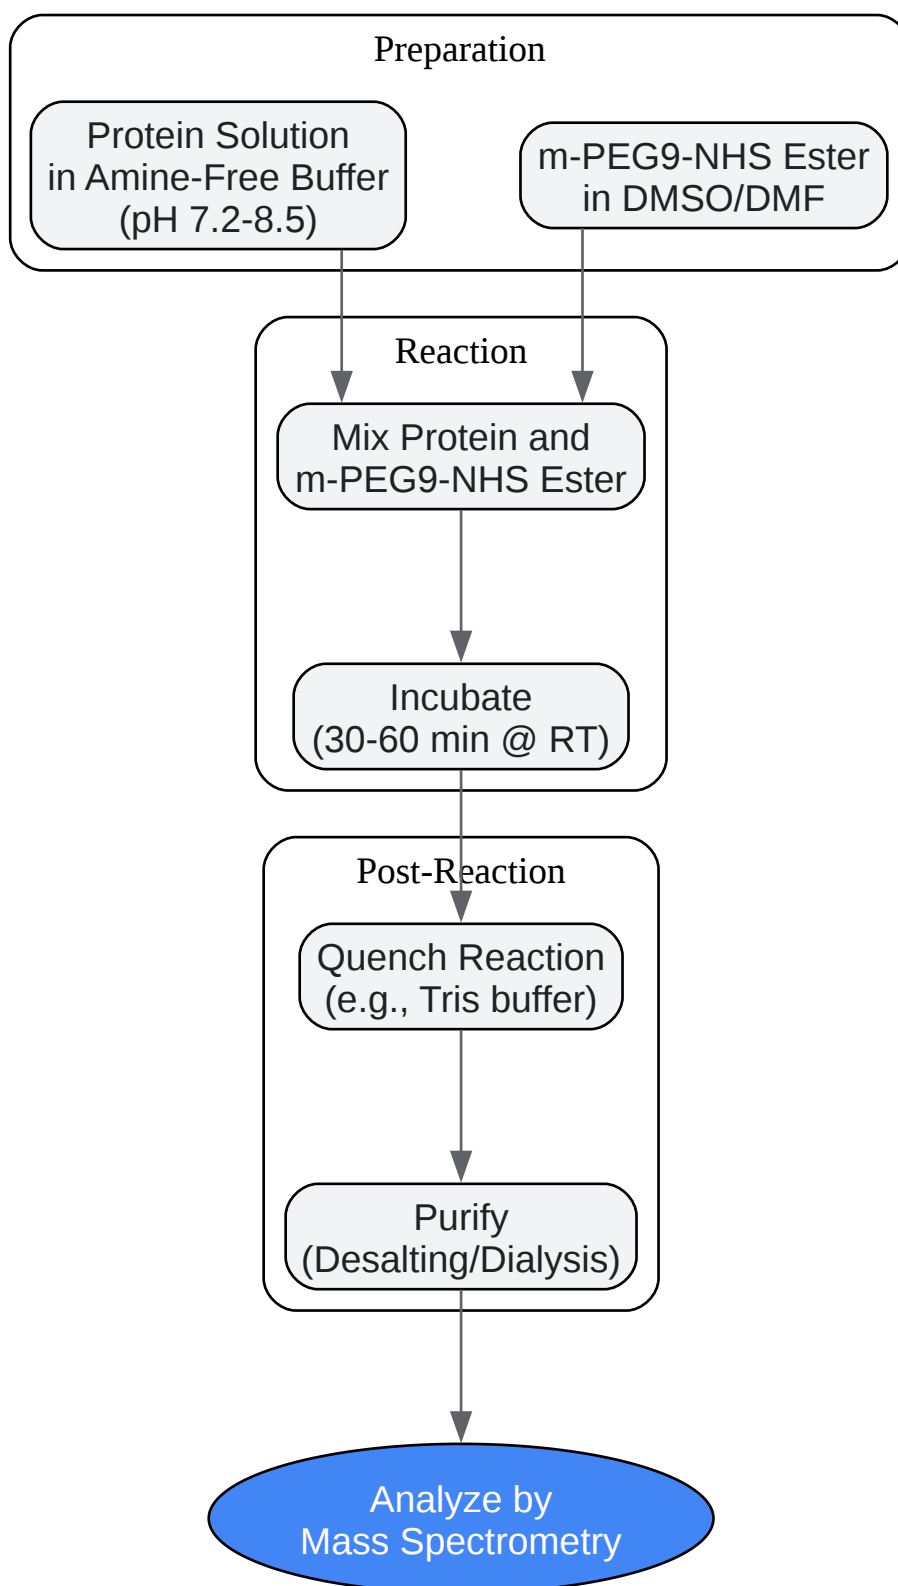 Preparation
Protein Solution
in Amine-Free Buffer
(pH 7.2-8.5)
m-PEG9-NHS Ester
in DMSO/DMF
Reaction
Mix Protein and
m-PEG9-NHS Ester
Incubate
(30-60 min @ RT)
Post-Reaction
Quench Reaction
(e.g., Tris buffer)
Purify
(Desalting/Dialysis)
Analyze by
Mass Spectrometry